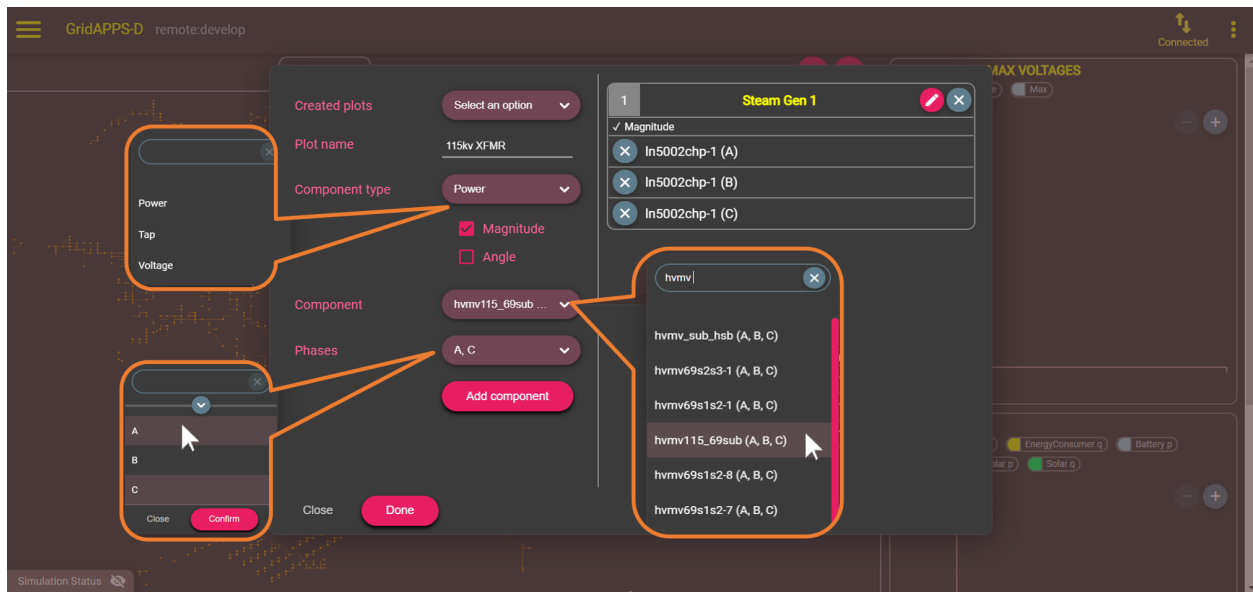 GridAPPS-D remote:develop
Connected
MAX VOLTAGES
Max
Created plots
Select an option
Plot name
115kv XFMR
Component type
Power
Magnitude
Angle
Component
hvmv115_69sub ...
Phases
A, C
Add component
Close
Done
1
Steam Gen 1
✓ Magnitude
ln5002chp-1 (A)
ln5002chp-1 (B)
ln5002chp-1 (C)
Power
Tap
Voltage
A
B
C
Close
Confirm
hvmv
hvmv_sub_hsb (A, B, C)
hvmv69s2s3-1 (A, B, C)
hvmv69s1s2-1 (A, B, C)
hvmv115_69sub (A, B, C)
hvmv69s1s2-8 (A, B, C)
hvmv69s1s2-7 (A, B, C)
EnergyConsumer q
Battery p
Solar q
Simulation Status